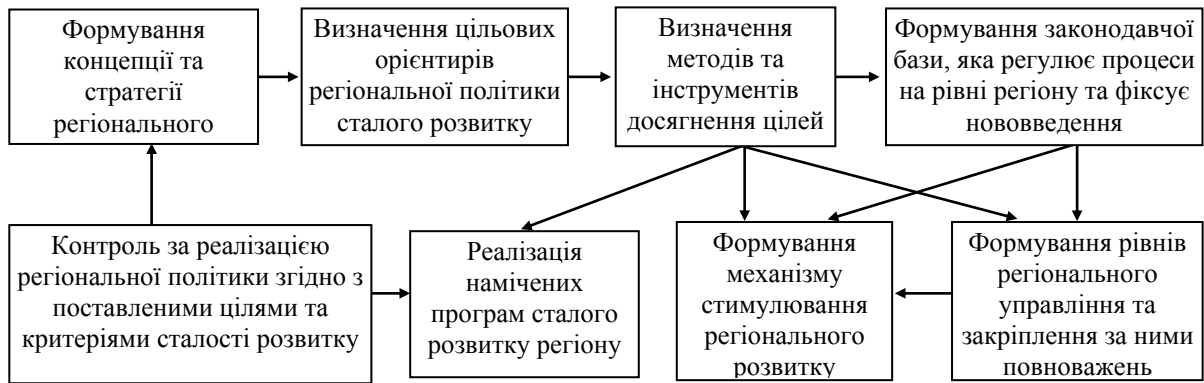 Формування
концепції та
стратегії
регіонального
Визначення цільових
орієнтирів
регіональної політики
сталого розвитку
Визначення
методів та
інструментів
досягнення цілей
Формування законодавчої
бази, яка регулює процеси
на рівні регіону та фіксує
нововведення
Контроль за реалізацією
регіональної політики згідно з
поставленими цілями та
критеріями сталості розвитку
Реалізація
намічених
програм сталого
розвитку регіону
Формування
механізму
стимулювання
регіонального
розвитку
Формування рівнів
регіонального
управління та
закріплення за ними
повноважень